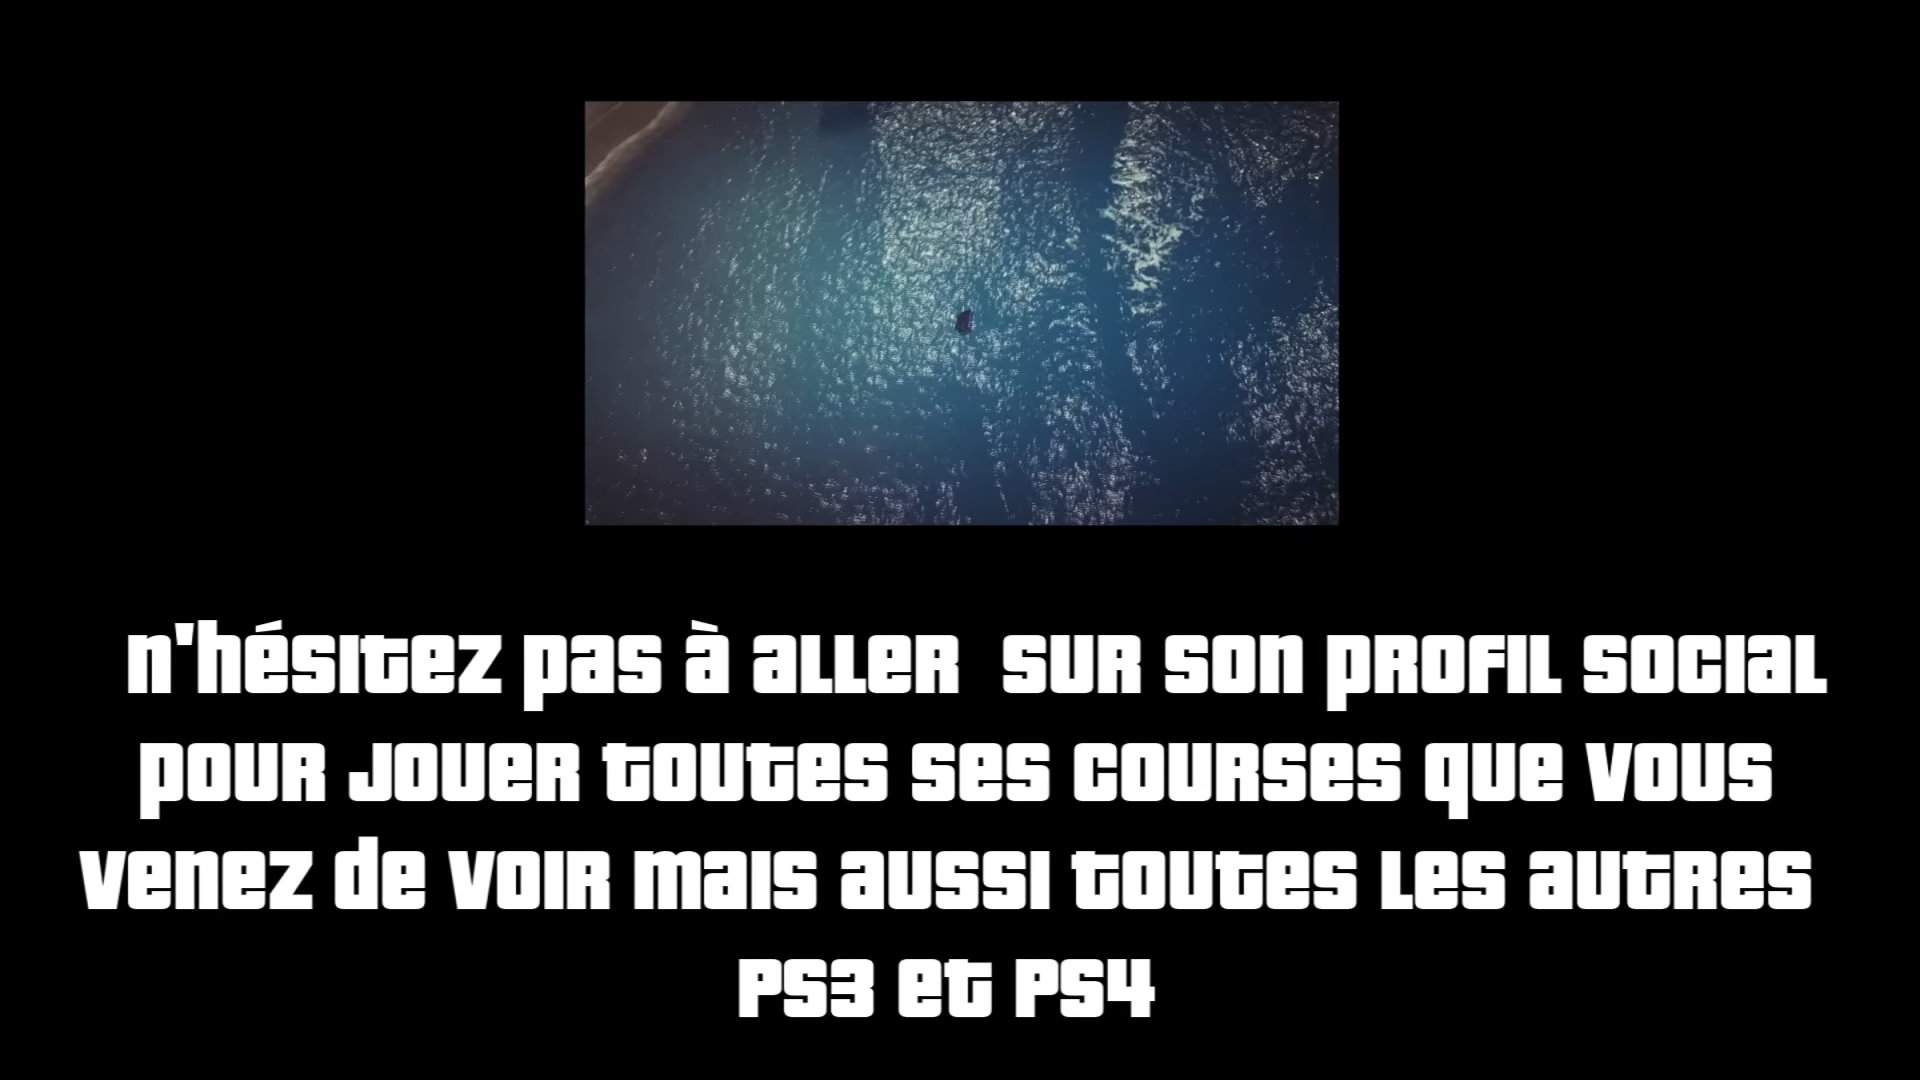 n'hésitez pas à aller sur son profil social
pour jouer toutes ses courses que vous
venez de voir mais aussi toutes les autres
PS3 et PS4